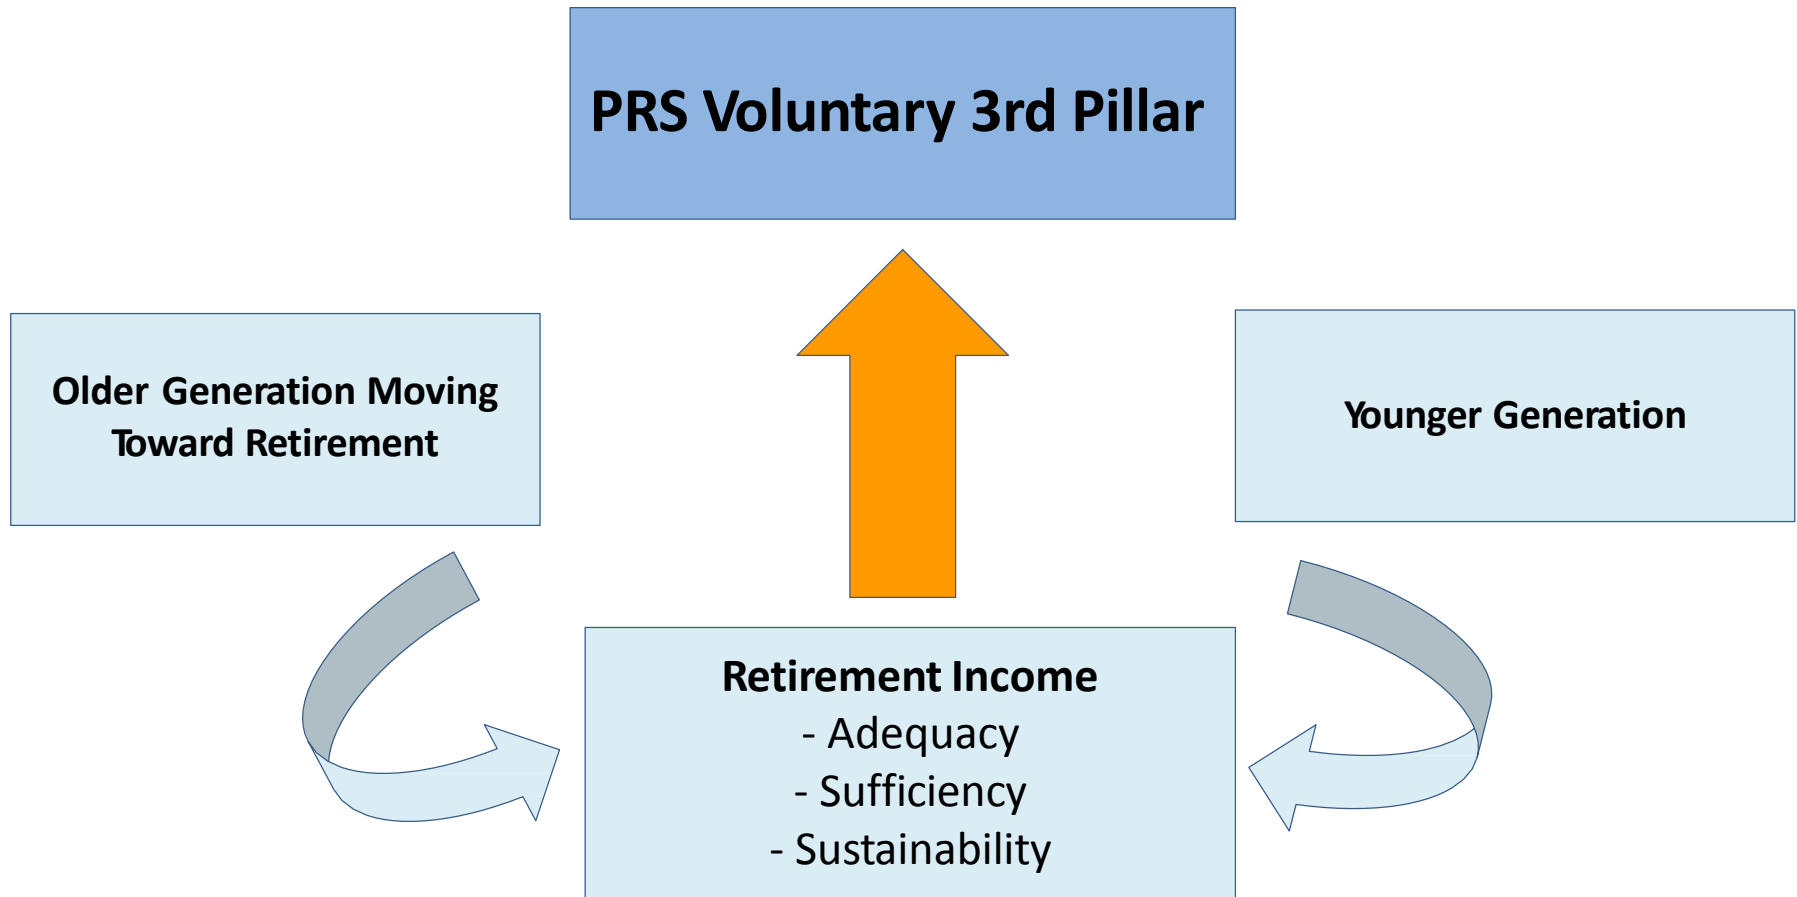 PRS Voluntary 3rd Pillar
Older Generation Moving
Toward Retirement
Younger Generation
Retirement Income
- Adequacy
- Sufficiency
- Sustainability